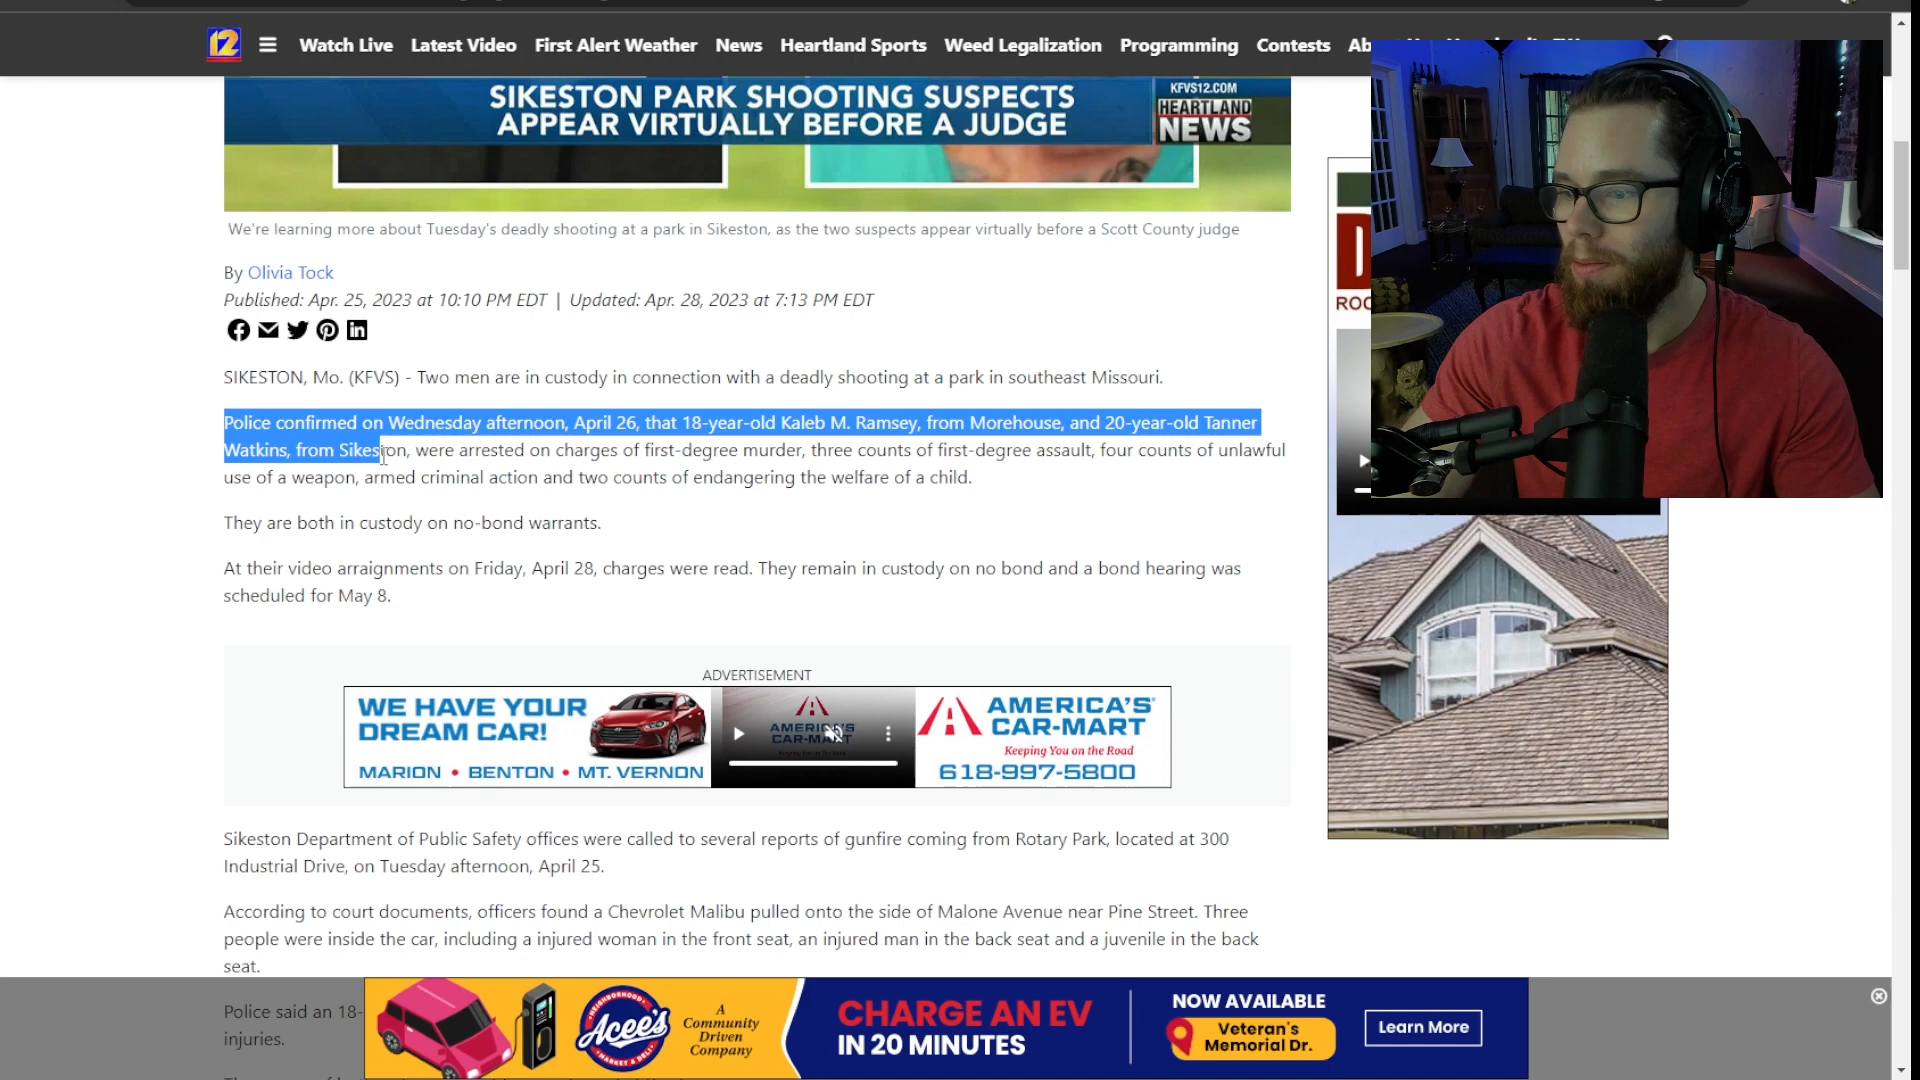 12
Watch Live Latest Video First Alert Weather News Heartland Sports Weed Legalization Programming Contests
SIKESTON PARK SHOOTING SUSPECTS
APPEAR VIRTUALLY BEFORE A JUDGE
KFVS12.COM
HEARTLAND
NEWS
We're learning more about Tuesday's deadly shooting at a park in Sikeston, as the two suspects appear virtually before a Scott County judge
By Olivia Tock
Published: Apr. 25, 2023 at 10:10 PM EDT | Updated: Apr. 28, 2023 at 7:13 PM EDT
SIKESTON, Mo. (KFVS) - Two men are in custody in connection with a deadly shooting at a park in southeast Missouri.
Police confirmed on Wednesday afternoon, April 26, that 18-year-old Kaleb M. Ramsey, from Morehouse, and 20-year-old Tanner
Watkins, from Sikeston, were arrested on charges of first-degree murder, three counts of first-degree assault, four counts of unlawful
use of a weapon, armed criminal action and two counts of endangering the welfare of a child.
They are both in custody on no-bond warrants.
At their video arraignments on Friday, April 28, charges were read. They remain in custody on no bond and a bond hearing was
scheduled for May 8.
ADVERTISEMENT
WE HAVE YOUR
DREAM CAR!
MARION • BENTON • MT. VERNON
AMERICA'S
CAR-MART
AMERICA'S
CAR-MART
Keeping You on the Road
618-997-5800
Sikeston Department of Public Safety offices were called to several reports of gunfire coming from Rotary Park, located at 300
Industrial Drive, on Tuesday afternoon, April 25.
According to court documents, officers found a Chevrolet Malibu pulled onto the side of Malone Avenue near Pine Street. Three
people were inside the car, including a injured woman in the front seat, an injured man in the back seat and a juvenile in the back
seat.
Police said an 18-
injuries.
NEIGHBORHOOD
Acee's
MARKET & DELI
A
Community
Driven
Company
CHARGE AN EV
IN 20 MINUTES
NOW AVAILABLE
Veteran's
Memorial Dr.
Learn More